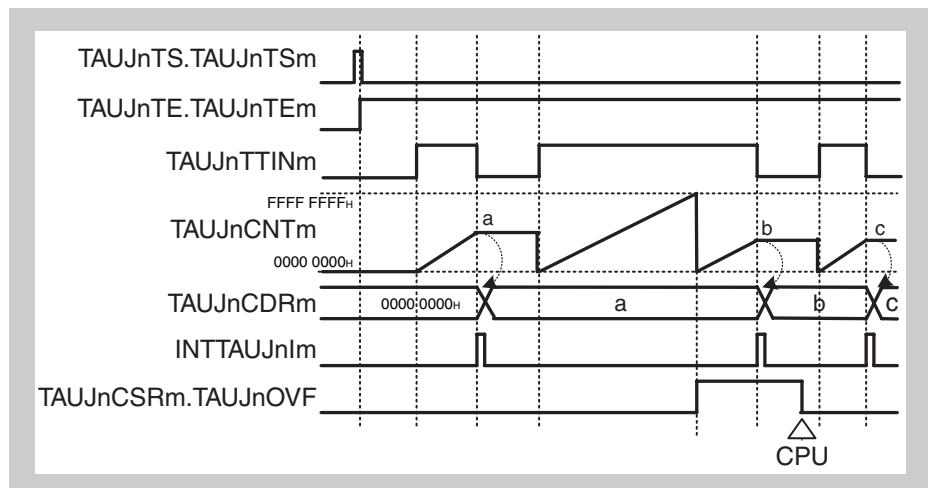 TAUJnTS.TAUJnTSm
TAUJnTE.TAUJnTEm
TAUJnTTINm
FFFF FFFFH
TAUJnCNTm
0000 0000H
a
b
c
TAUJnCDRm
0000 0000H
a
b
c
INTTAUJnIm
TAUJnCSRm.TAUJnOVF
CPU